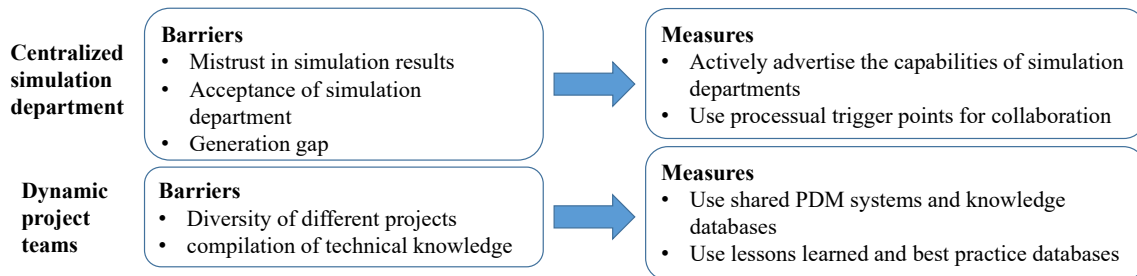 Centralized
simulation
department
Barriers
• Mistrust in simulation results
• Acceptance of simulation
department
• Generation gap
Measures
• Actively advertise the capabilities of simulation
departments
• Use processual trigger points for collaboration
Dynamic
project
teams
Barriers
• Diversity of different projects
• compilation of technical knowledge
Measures
• Use shared PDM systems and knowledge
databases
• Use lessons learned and best practice databases